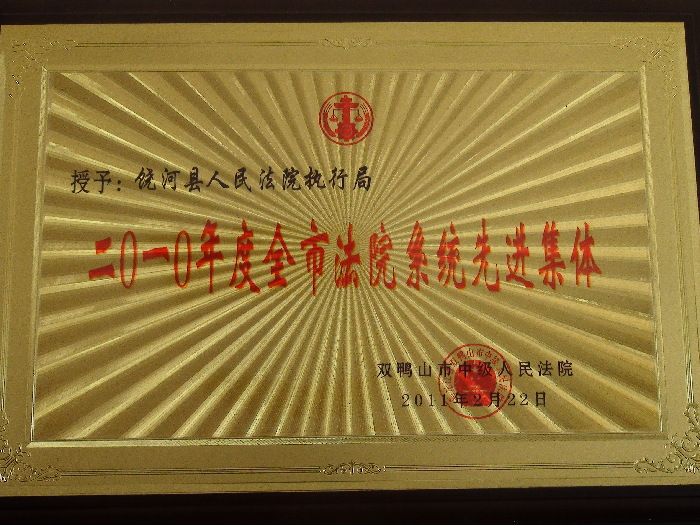 授予：饶河县人民法院执行局
二〇一〇年度全市法院系统先进集体
双鸭山市中级人民法院
2011年2月22日